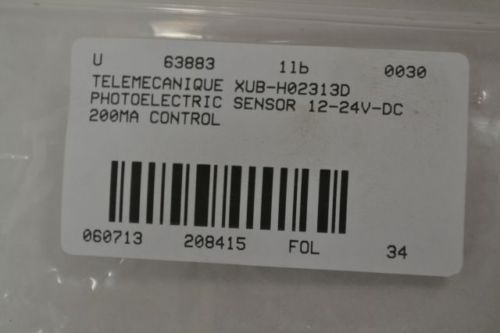 U 63883 1lb 0030
TELEMECANIQUE XUB-H02313D
PHOTOELECTRIC SENSOR 12-24V-DC
200MA CONTROL
060713 208415 FOL 34